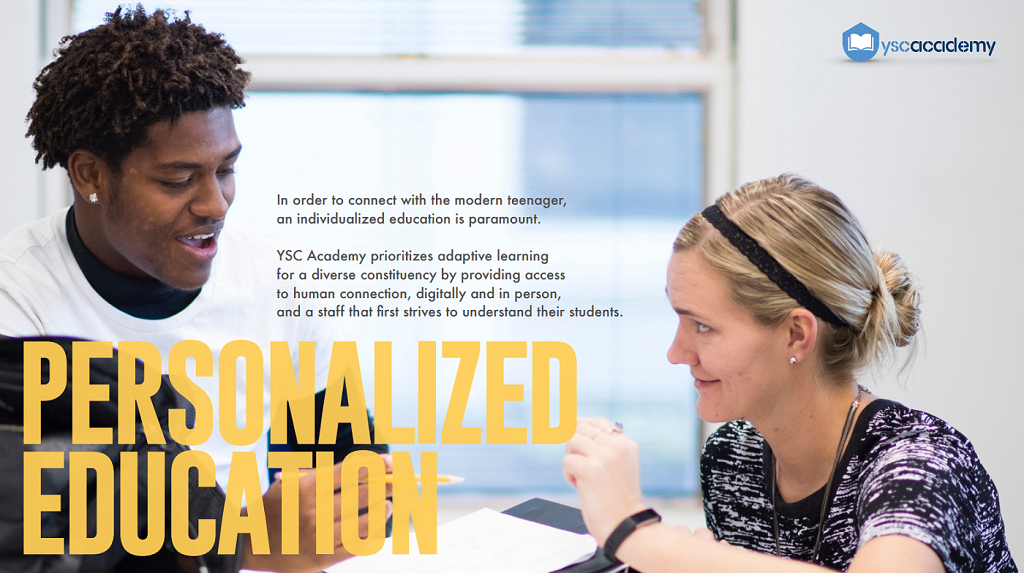 yscacademy
In order to connect with the modern teenager,
an individualized education is paramount.
YSC Academy prioritizes adaptive learning
for a diverse constituency by providing access
to human connection, digitally and in person,
and a staff that first strives to understand their students.
PERSONALIZED
EDUCATION